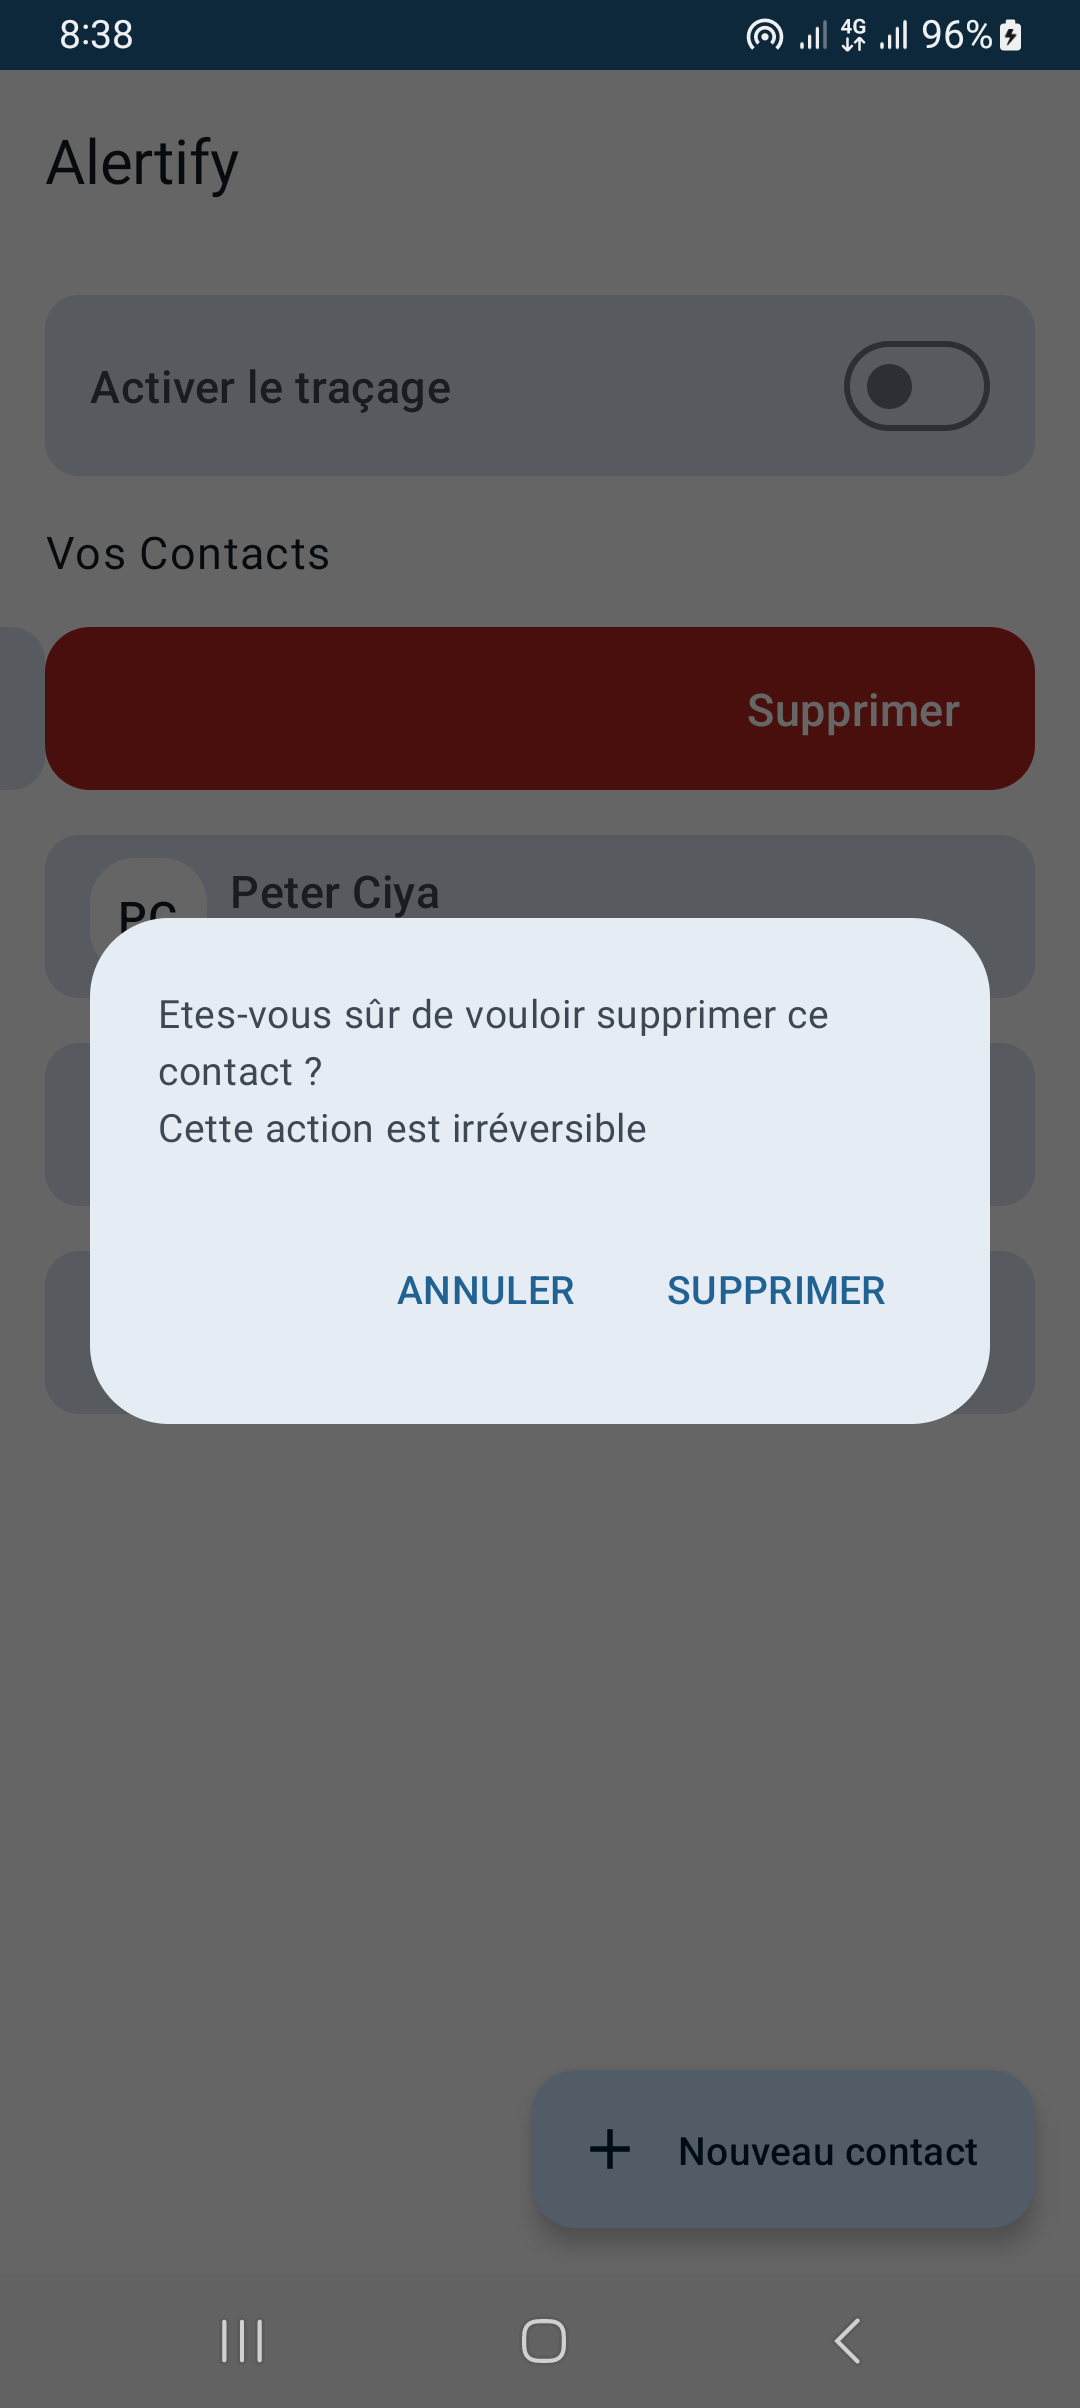 8:38
4G 96%
Alertify
Activer le traçage
Vos Contacts
Supprimer
Peter Ciya
PC
Etes-vous sûr de vouloir supprimer ce
contact ?
Cette action est irréversible
ANNULER SUPPRIMER
Nouveau contact